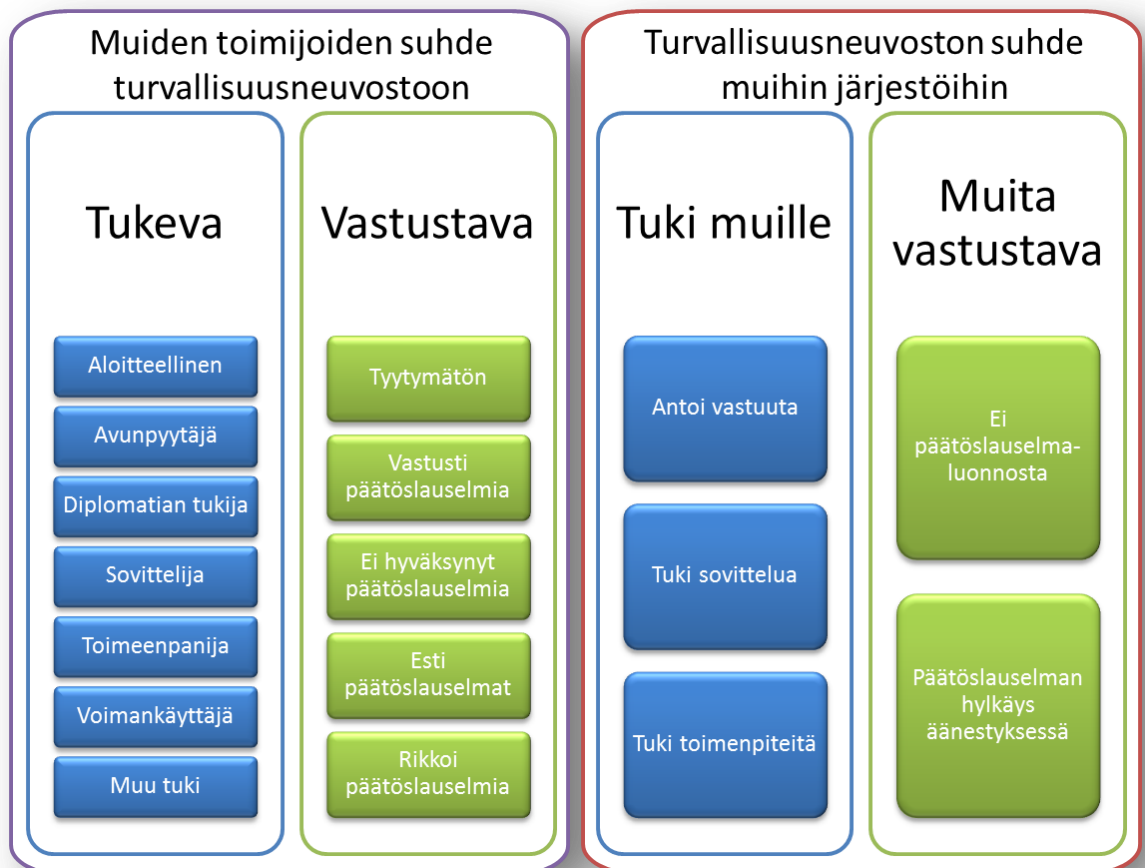 Muiden toimijoiden suhde
turvallisuusneuvostoon
Tukeva
Aloitteellinen
Avunpyytäjä
Diplomatian tukija
Sovittelija
Toimeenpanija
Voimankäyttäjä
Muu tuki
Vastustava
Tyytymätön
Vastusti
päätöslauselmia
Ei hyväksynyt
päätöslauselmia
Esti
päätöslauselmat
Rikkoi
päätöslauselmia
Turvallisuusneuvoston suhde
muihin järjestöihin
Tuki muille
Antoi vastuuta
Tuki sovittelua
Tuki toimenpiteitä
Muita
vastustava
Ei
päätöslauselma-
luonnosta
Päätöslauselman
hylkäys
äänestyksessä